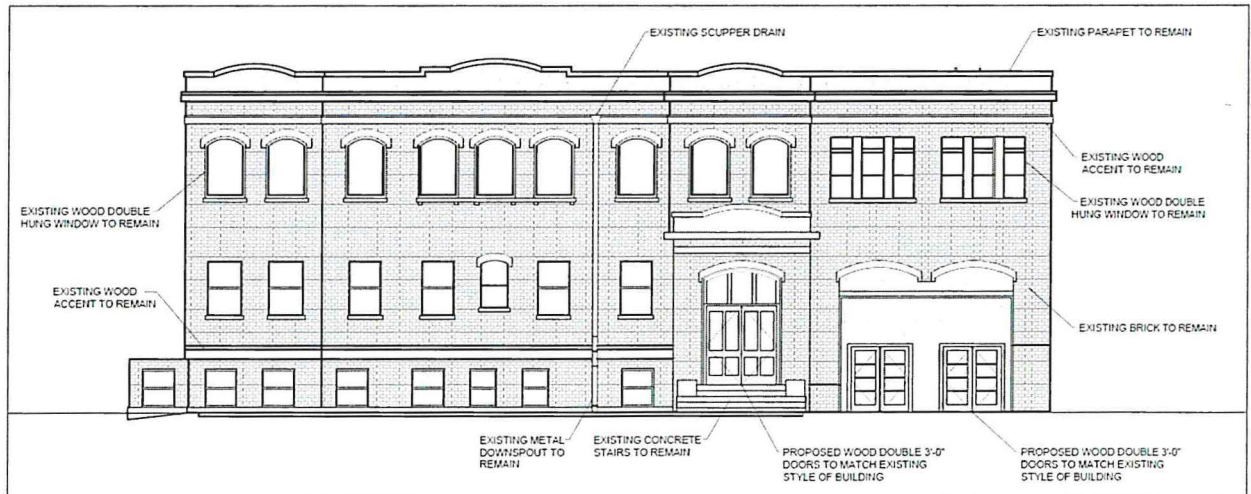 EXISTING SCUPPER DRAIN
EXISTING PARAPET TO REMAIN
EXISTING WOOD
ACCENT TO REMAIN
EXISTING WOOD DOUBLE
HUNG WINDOW TO REMAIN
EXISTING WOOD DOUBLE
HUNG WINDOW TO REMAIN
EXISTING WOOD
ACCENT TO REMAIN
EXISTING BRICK TO REMAIN
EXISTING METAL
DOWNSPOUT TO
REMAIN
EXISTING CONCRETE
STAIRS TO REMAIN
PROPOSED WOOD DOUBLE 3'-0"
DOORS TO MATCH EXISTING
STYLE OF BUILDING
PROPOSED WOOD DOUBLE 3'-0"
DOORS TO MATCH EXISTING
STYLE OF BUILDING